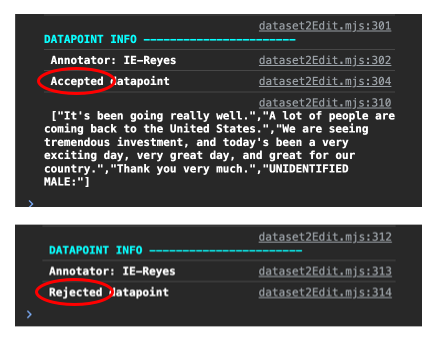 dataset2Edit.mjs:301
DATAPOINT INFO -----------------------
Annotator: IE-Reyes dataset2Edit.mjs:302
Accepted datapoint dataset2Edit.mjs:304
dataset2Edit.mjs:310
["It's been going really well.","A lot of people are
coming back to the United States.","We are seeing
tremendous investment, and today's been a very
exciting day, very great day, and great for our
country.","Thank you very much.","UNIDENTIFIED
MALE:"]
>
dataset2Edit.mjs:312
DATAPOINT INFO -----------------------
Annotator: IE-Reyes dataset2Edit.mjs:313
Rejected datapoint dataset2Edit.mjs:314
>